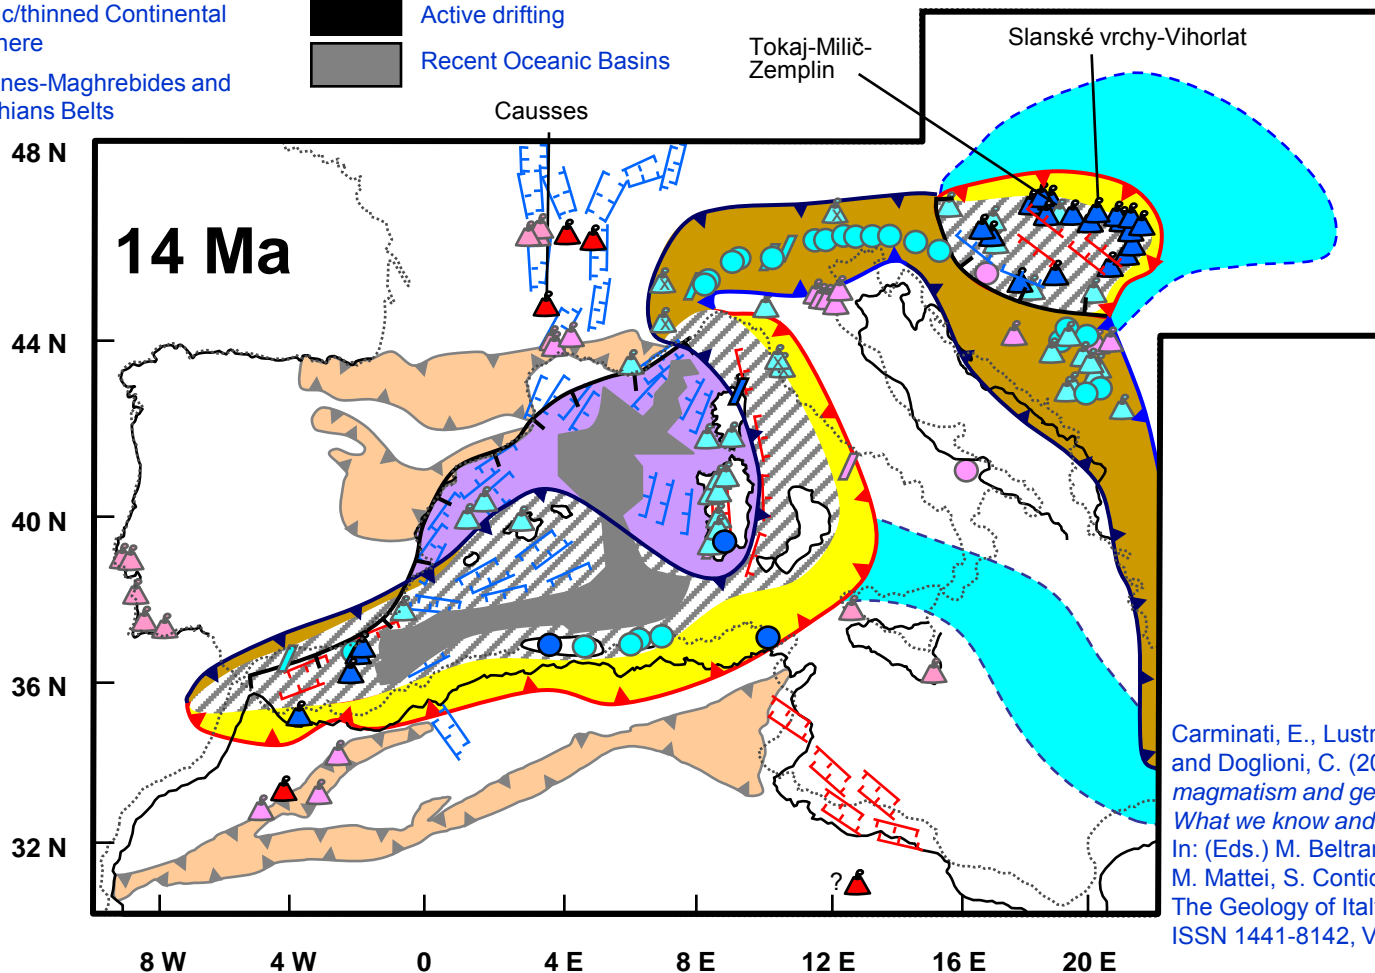 c/thinned Continental
here
nes-Maghrebides and
hians Belts
Active drifting
Recent Oceanic Basins
Causses
Tokaj-Milič-
Zemplin
Slanské vrchy-Vihorlat
14 Ma
48 N
44 N
40 N
36 N
32 N
?
8 W
4 W
0
4 E
8 E
12 E
16 E
20 E
Carminati, E., Lustr
and Doglioni, C. (20
magmatism and ge
What we know and
In: (Eds.) M. Beltran
M. Mattei, S. Contic
The Geology of Ital
ISSN 1441-8142, V